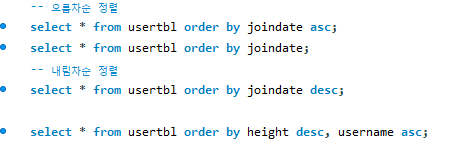 -- 오름차순 정렬
select * from usertbl order by joindate asc;
select * from usertbl order by joindate;
-- 내림차순 정렬
select * from usertbl order by joindate desc;
select * from usertbl order by height desc, username asc;